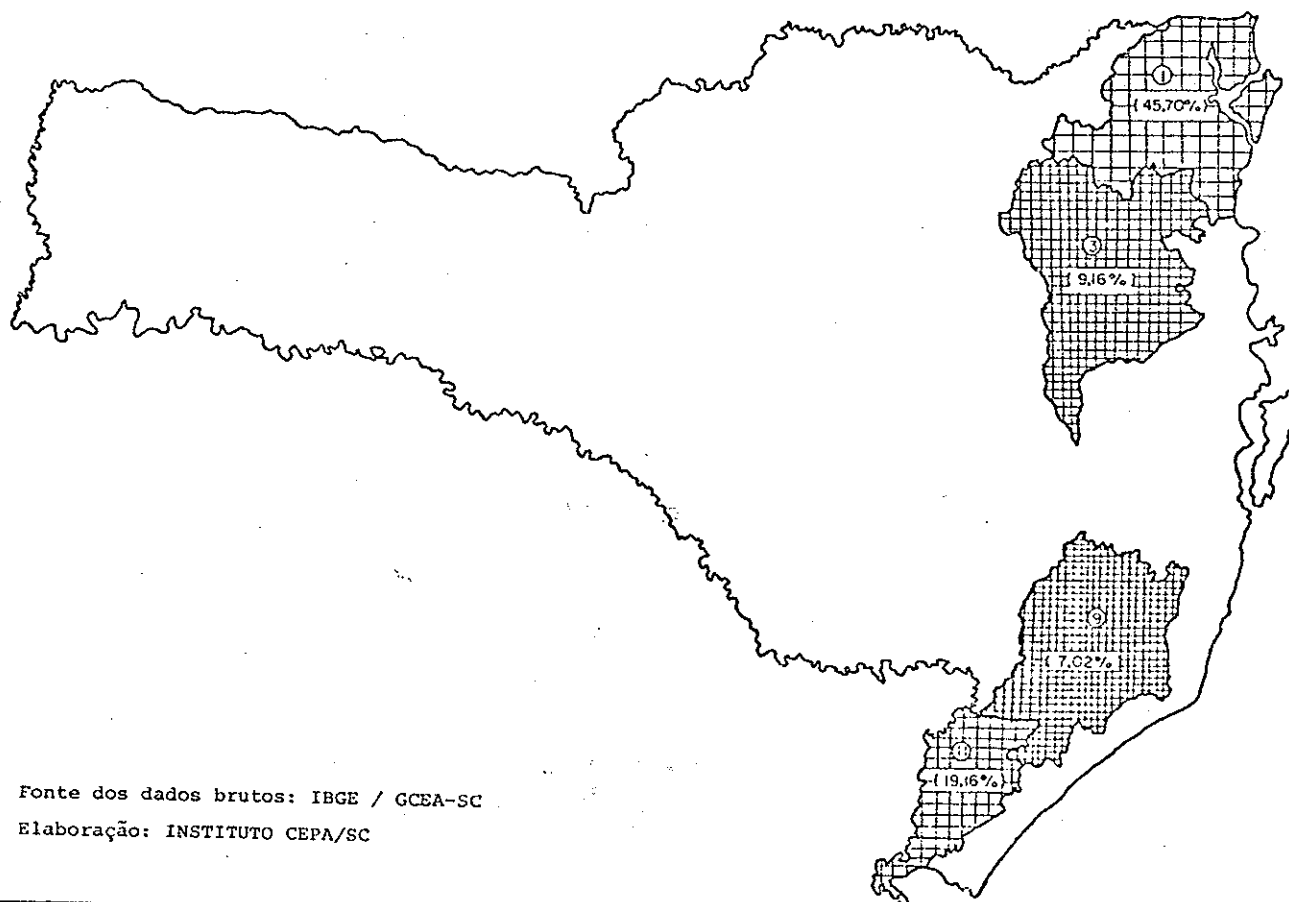 1
( 45,70%)
3
( 9,16% )
9
( 7,02% )
11
( 19,16% )
Fonte dos dados brutos: IBGE / GCEA-SC
Elaboração: INSTITUTO CEPA/SC